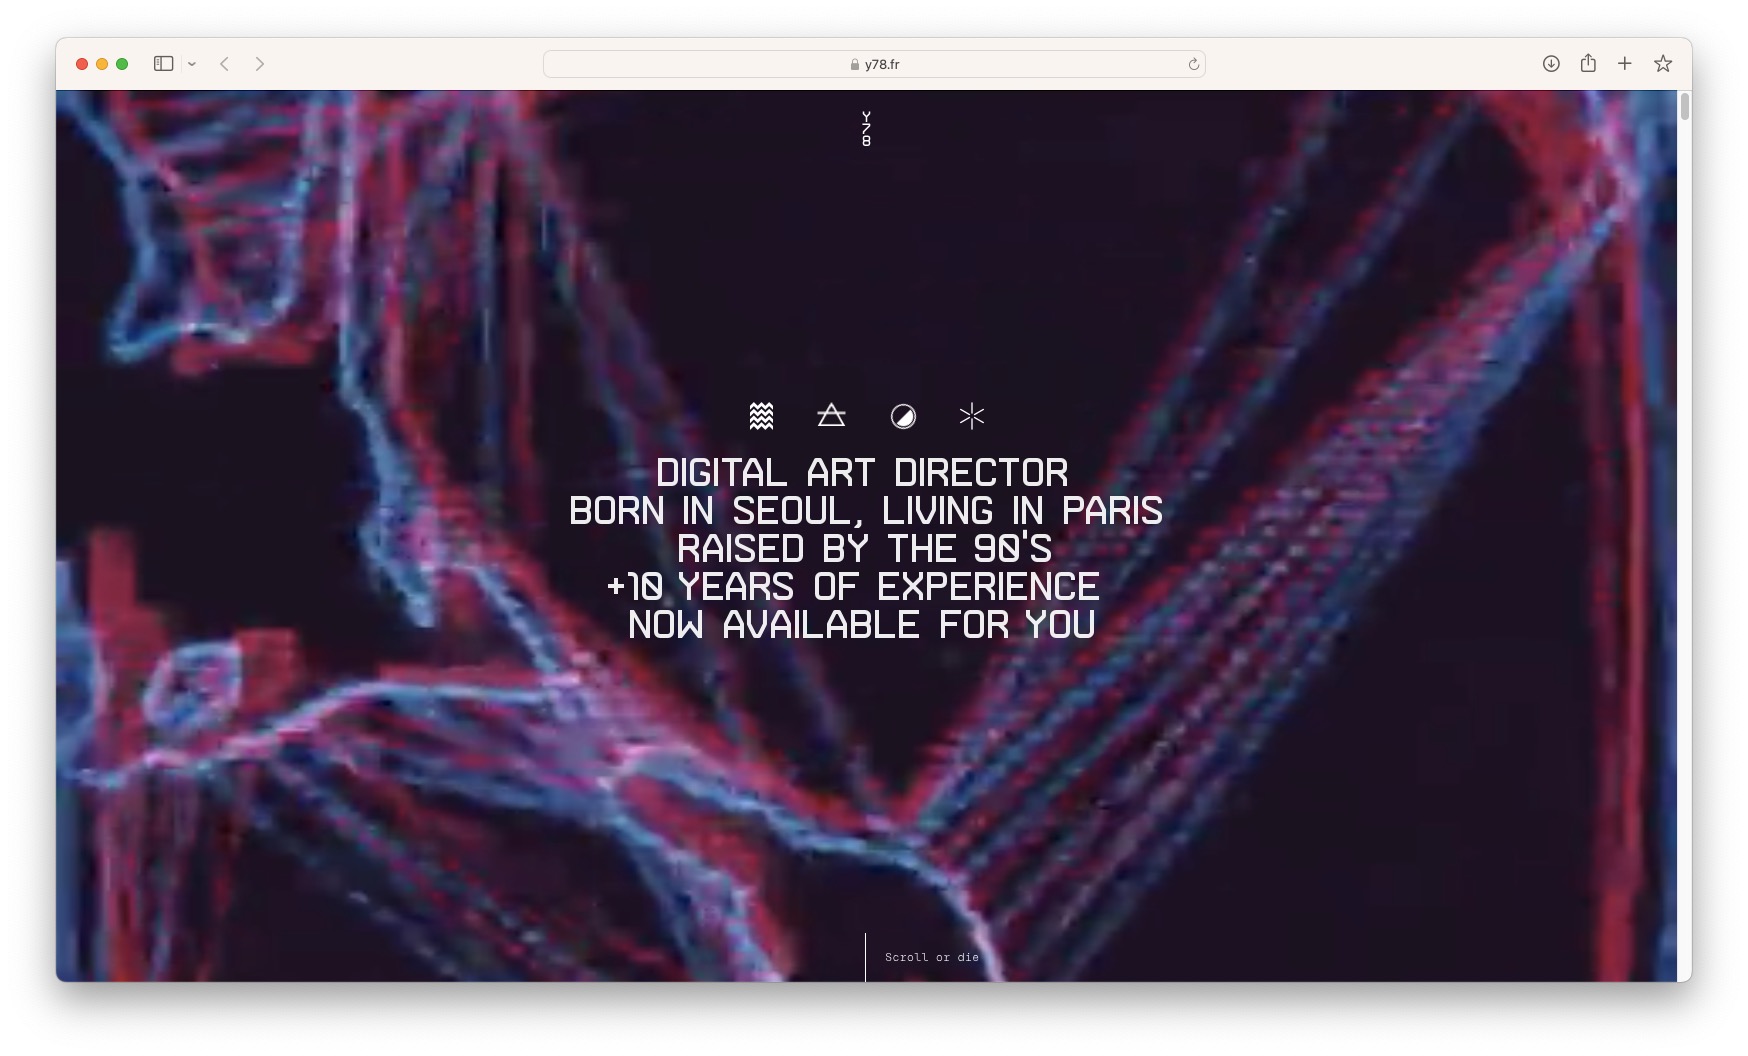 y78.fr
Y
7
8
DIGITAL ART DIRECTOR
BORN IN SEOUL, LIVING IN PARIS
RAISED BY THE 90'S
+10 YEARS OF EXPERIENCE
NOW AVAILABLE FOR YOU
Scroll or die